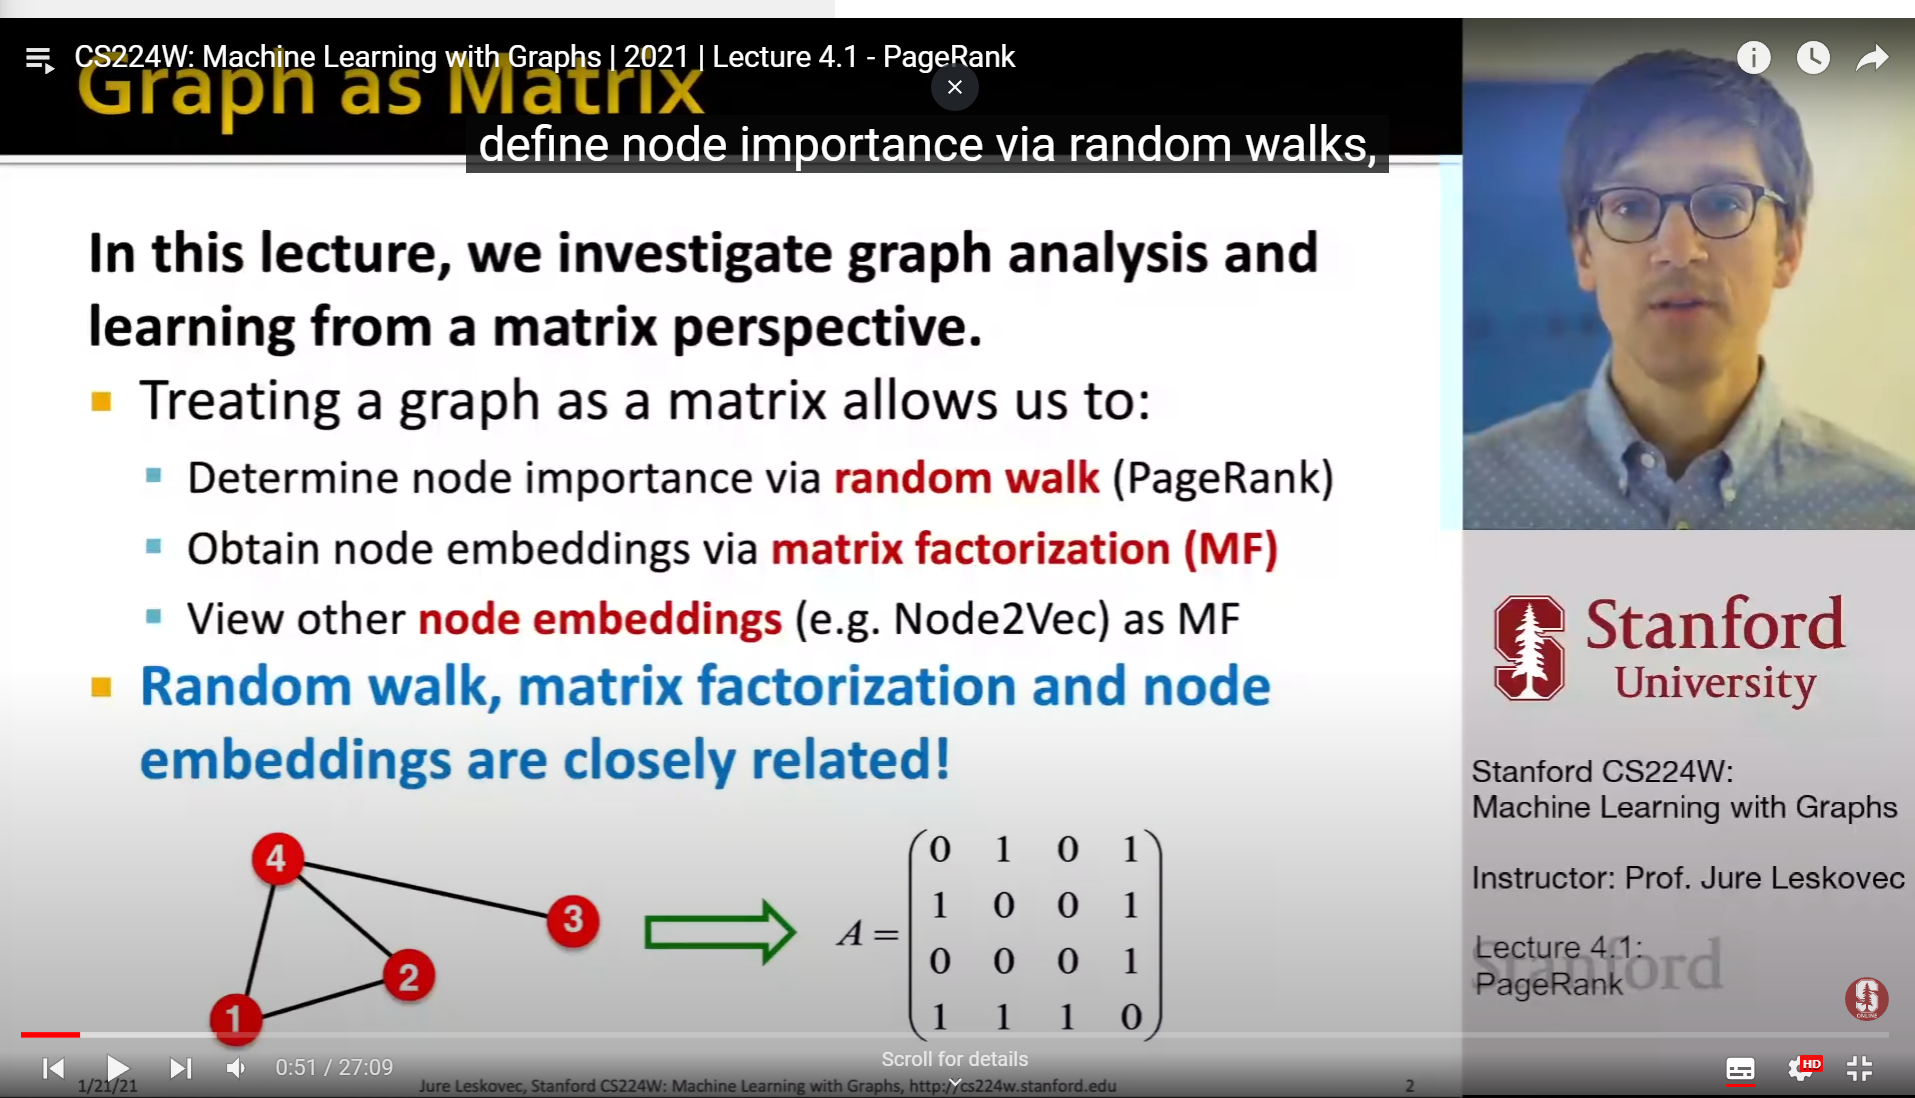 CS224W: Machine Learning with Graphs | 2021 | Lecture 4.1 - PageRank
Graph as Matrix
define node importance via random walks,
In this lecture, we investigate graph analysis and
learning from a matrix perspective.
Treating a graph as a matrix allows us to:
Determine node importance via random walk (PageRank)
Obtain node embeddings via matrix factorization (MF)
View other node embeddings (e.g. Node2Vec) as MF
Random walk, matrix factorization and node
embeddings are closely related!
4
3
2
1
A =
0 1 0 1
1 0 0 1
0 0 0 1
1 1 1 0
Stanford
University
Stanford CS224W:
Machine Learning with Graphs
Instructor: Prof. Jure Leskovec
Lecture 4.1:
PageRank
Stanford
S
ONLINE
0:51 / 27:09
Scroll for details
HD
1/21/21
Jure Leskovec, Stanford CS224W: Machine Learning with Graphs, http://cs224w.stanford.edu
2